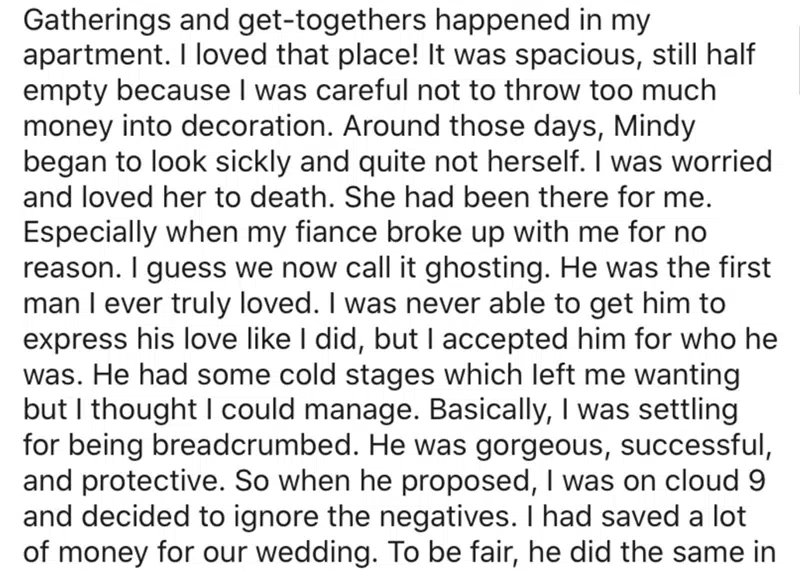 Gatherings and get-togethers happened in my
apartment. I loved that place! It was spacious, still half
empty because I was careful not to throw too much
money into decoration. Around those days, Mindy
began to look sickly and quite not herself. I was worried
and loved her to death. She had been there for me.
Especially when my fiance broke up with me for no
reason. I guess we now call it ghosting. He was the first
man I ever truly loved. I was never able to get him to
express his love like I did, but I accepted him for who he
was. He had some cold stages which left me wanting
but I thought I could manage. Basically, I was settling
for being breadcrumbed. He was gorgeous, successful,
and protective. So when he proposed, I was on cloud 9
and decided to ignore the negatives. I had saved a lot
of money for our wedding. To be fair, he did the same in